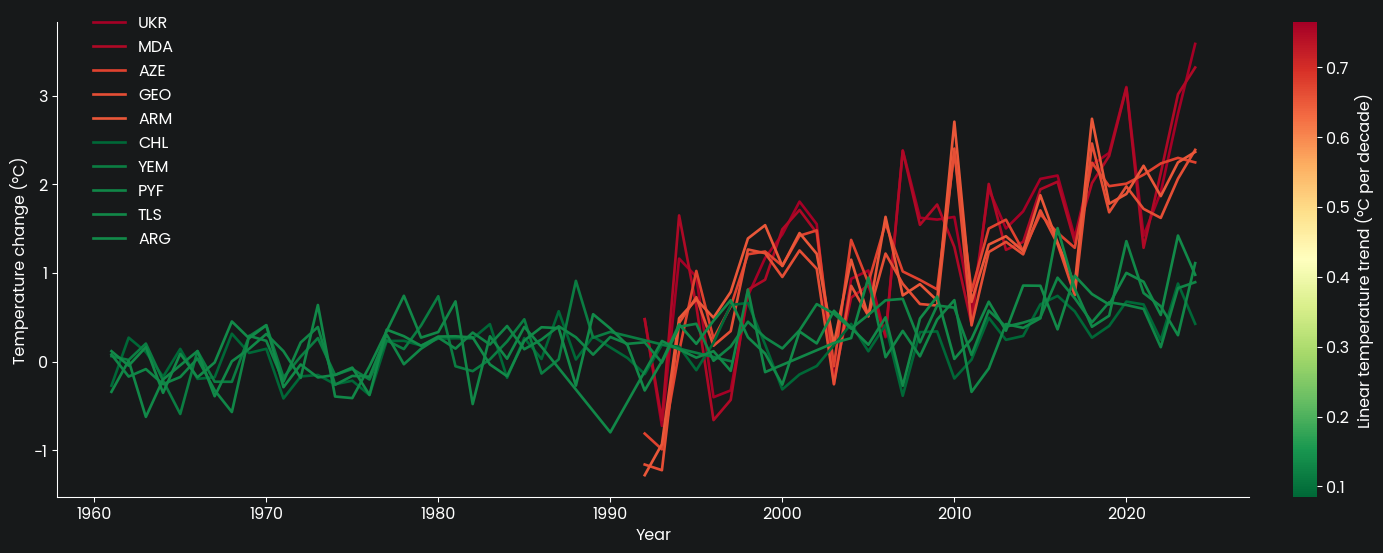 UKR
MDA
AZE
GEO
ARM
CHL
YEM
PYF
TLS
ARG
Temperature change (°C)
3
2
1
0
−1
1960 1970 1980 1990 2000 2010 2020
Year
0.7
0.6
0.5
0.4
0.3
0.2
0.1
Linear temperature trend (°C per decade)